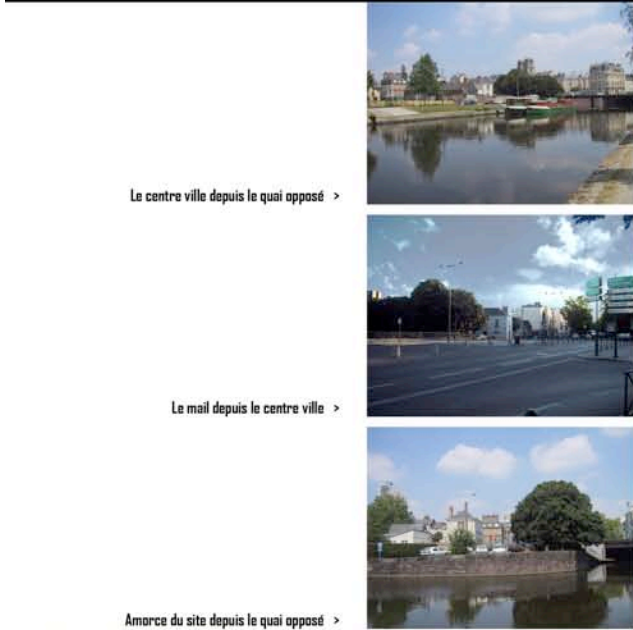 Le centre ville depuis le quai opposé >
Le mail depuis le centre ville >
Amorce du site depuis le quai opposé >